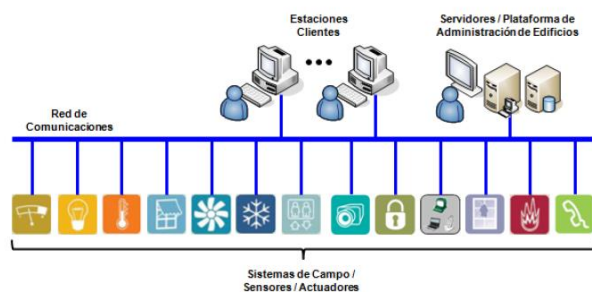 Estaciones
Clientes
Servidores / Plataforma de
Administración de Edificios
Red de
Comunicaciones
Sistemas de Campo /
Sensores / Actuadores